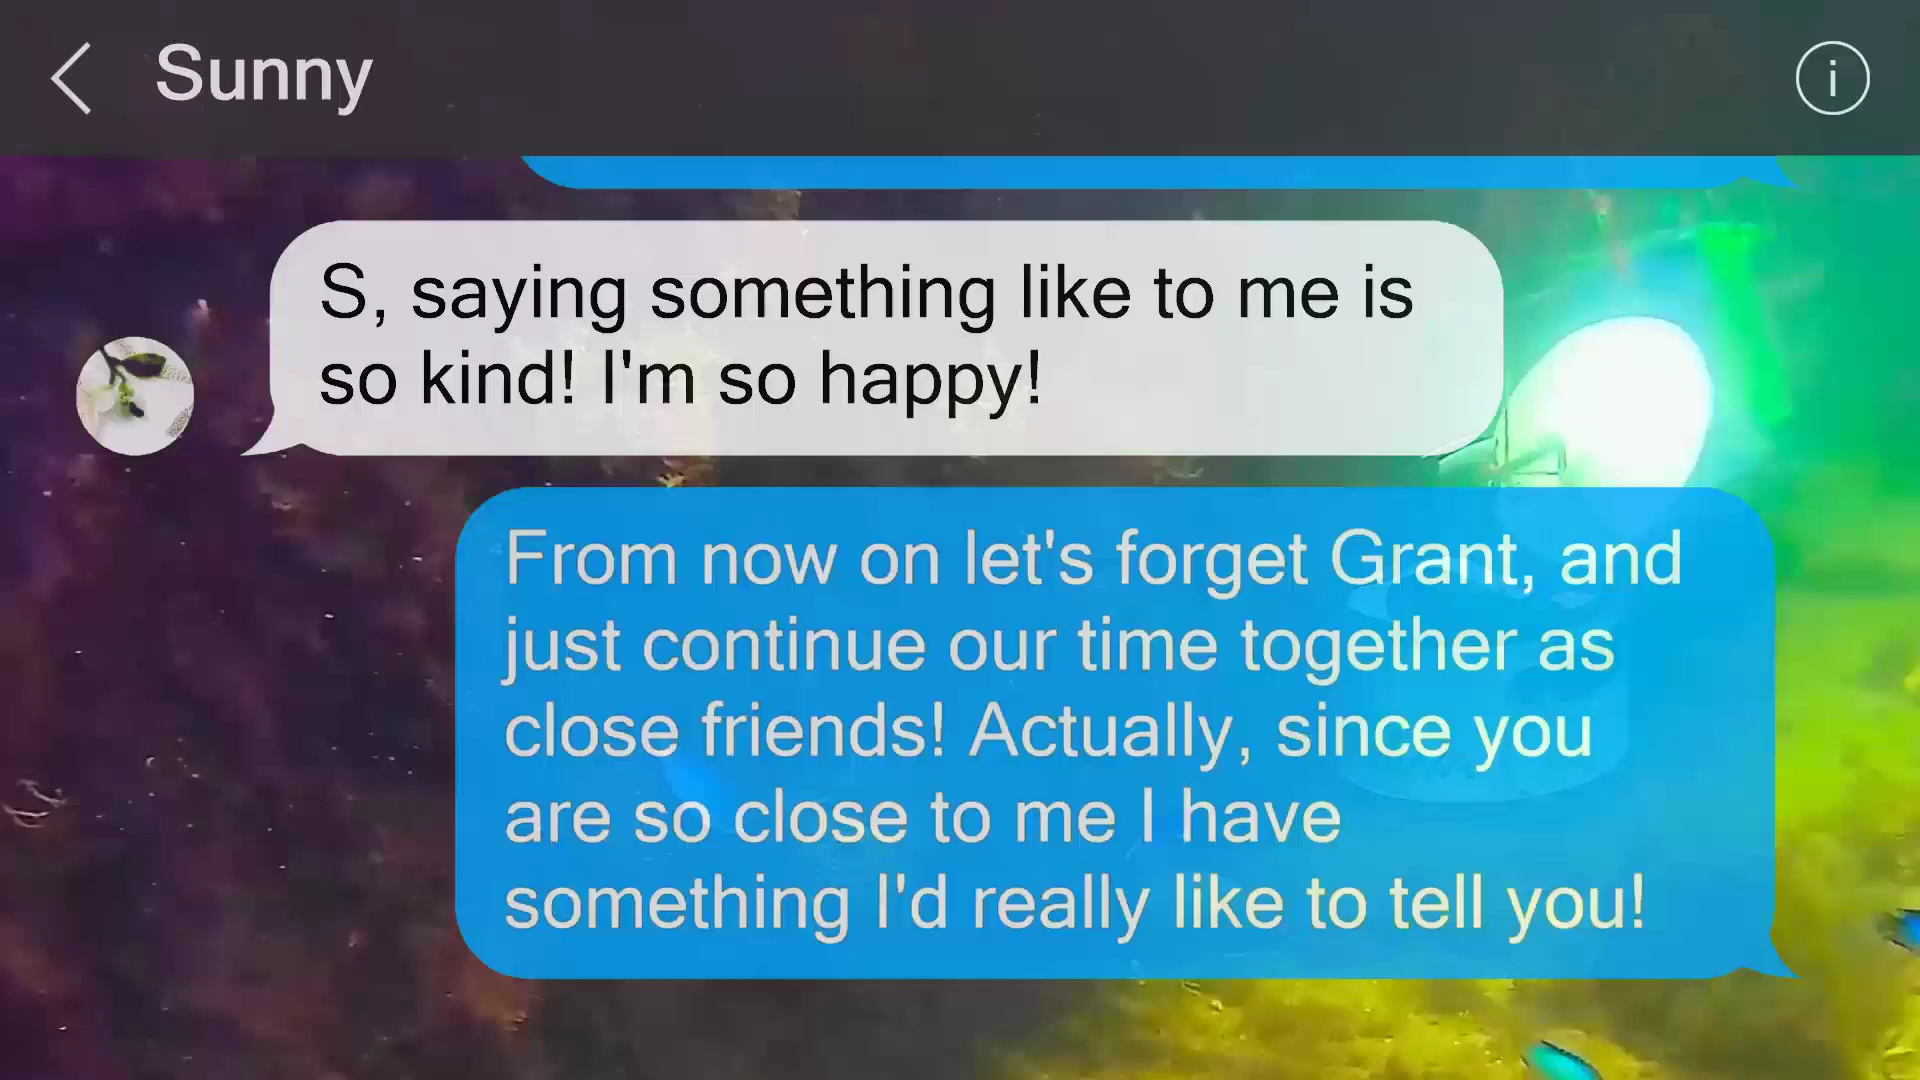 Sunny
S, saying something like to me is
so kind! I'm so happy!
From now on let's forget Grant, and
just continue our time together as
close friends! Actually, since you
are so close to me I have
something I'd really like to tell you!